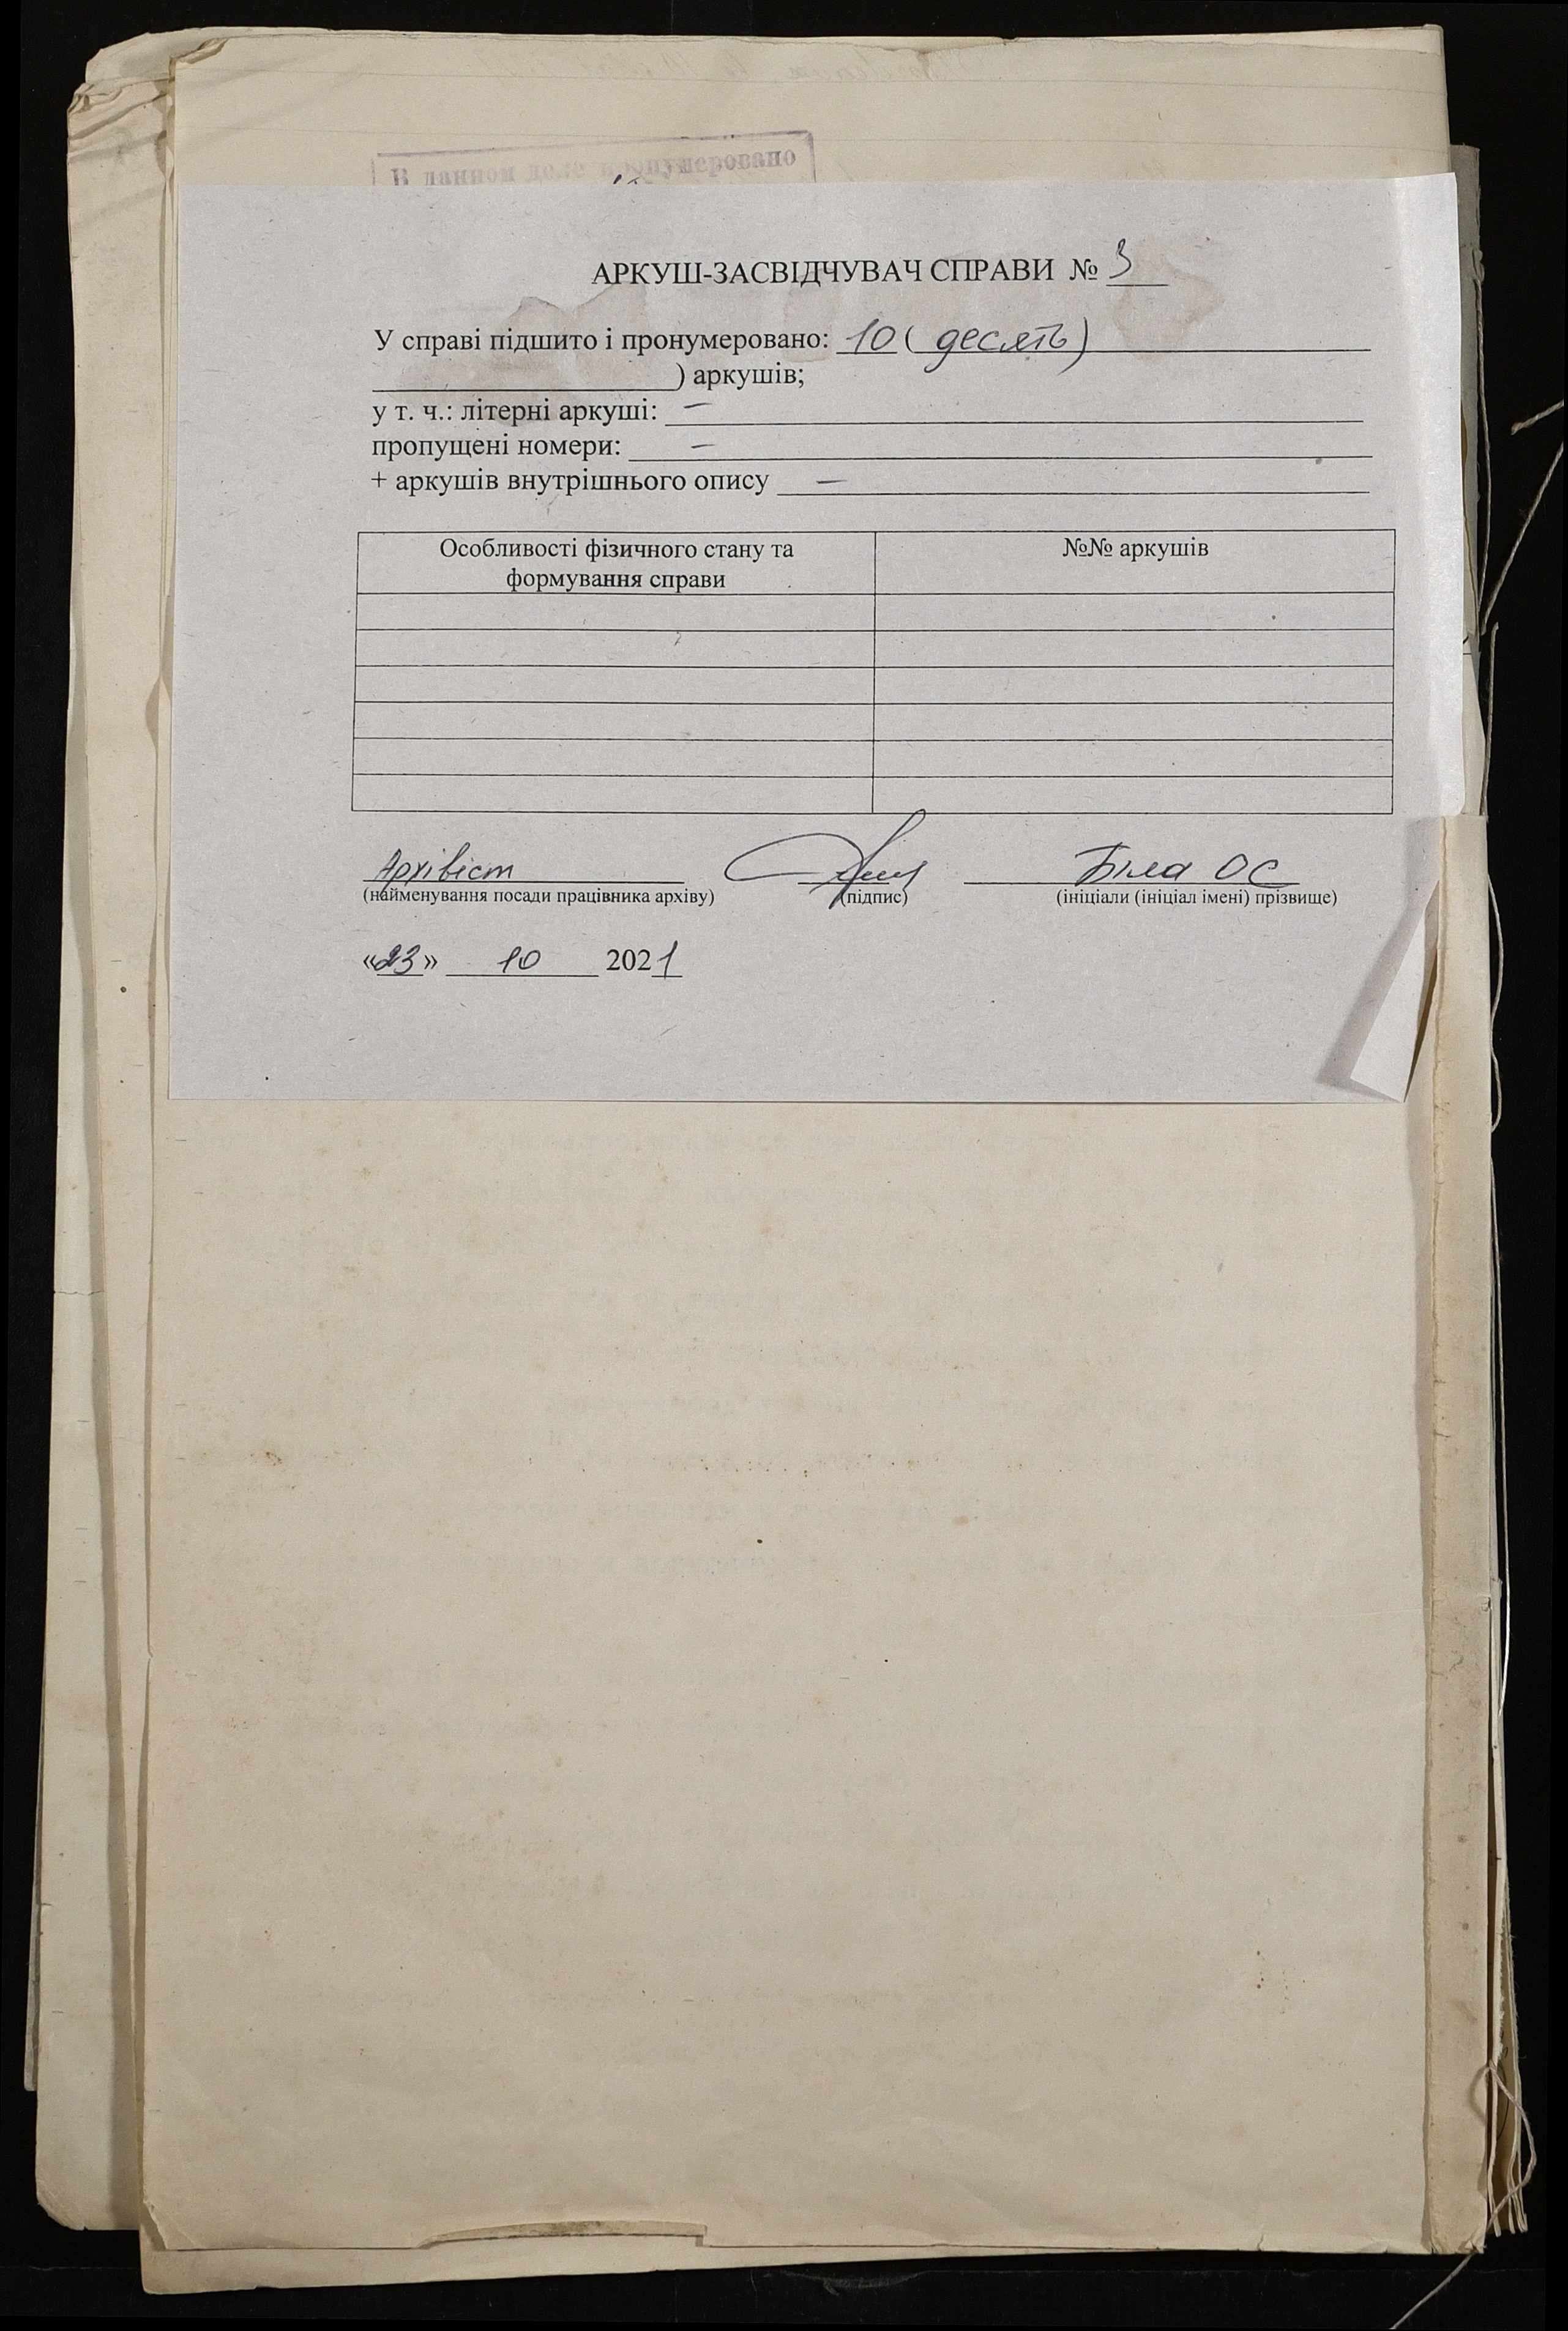 В данном деле пронумеровано
АРКУШ-ЗАСВІДЧУВАЧ СПРАВИ № 3
У справі підшито і пронумеровано: 10 ( десять)
) аркушів;
у т. ч.: літерні аркуші: –
пропущені номери: –
+ аркушів внутрішнього опису –
Особливості фізичного стану та
формування справи
№№ аркушів
Архівіст
Біла ОС
(найменування посади працівника архіву) (підпис) (ініціали (ініціал імені) прізвище)
«23» 10 2021